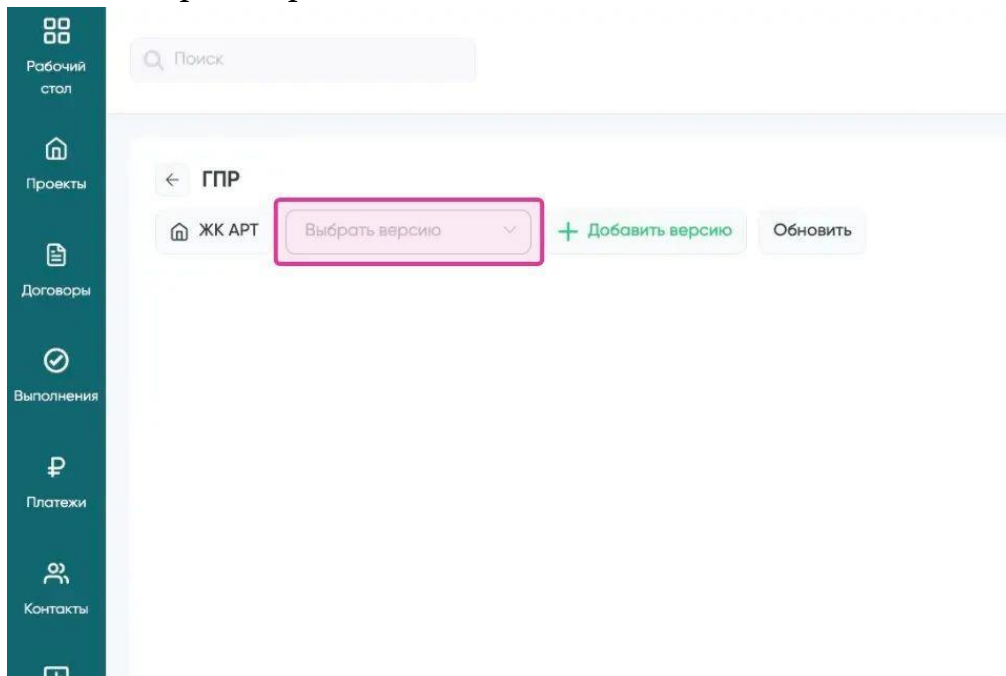 Рабочий
стол
Поиск
Проекты
ГПР
ЖК АРТ
Выбрать версию
Добавить версию
Обновить
Договоры
Выполнения
Платежи
Контакты